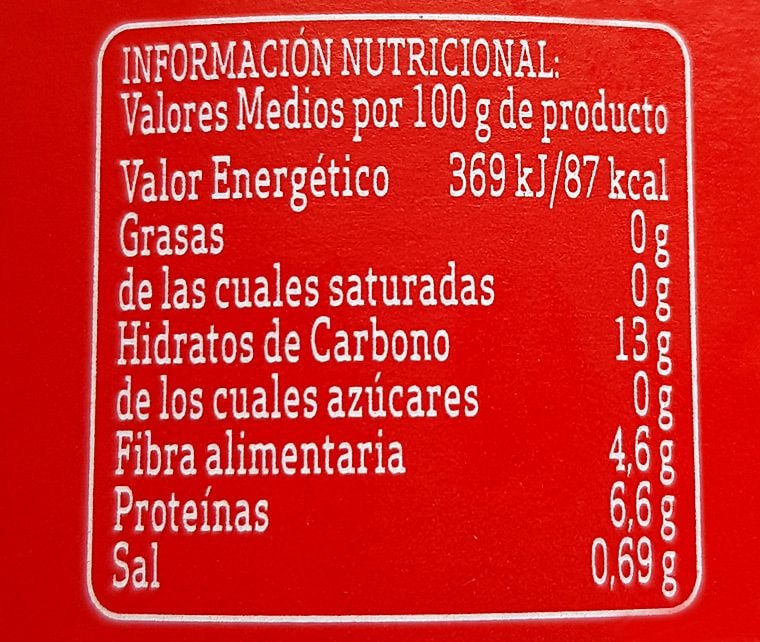 INFORMACIÓN NUTRICIONAL:
Valores Medios por 100 g de producto
Valor Energético 369 kJ/87 kcal
Grasas 0 g
de las cuales saturadas 0 g
Hidratos de Carbono 13 g
de los cuales azúcares 0 g
Fibra alimentaria 4,6 g
Proteínas 6,6 g
Sal 0,69 g